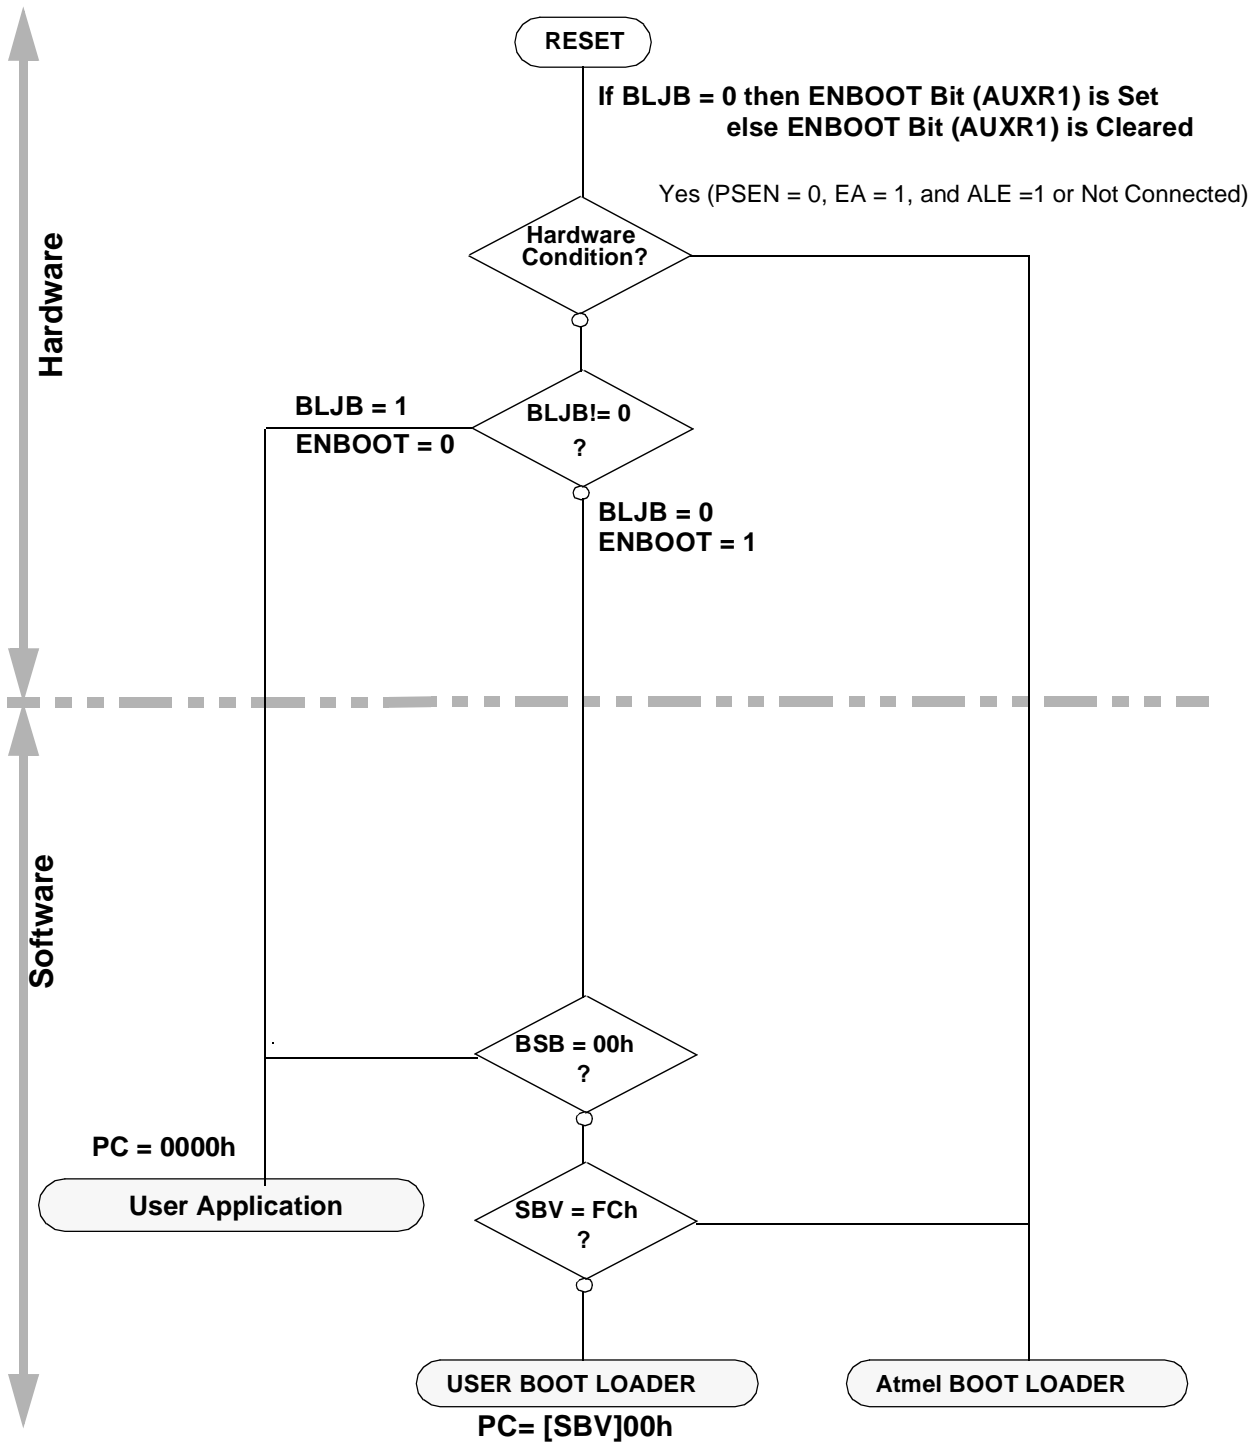 RESET
If BLJB = 0 then ENBOOT Bit (AUXR1) is Set
else ENBOOT Bit (AUXR1) is Cleared
Yes (PSEN = 0, EA = 1, and ALE =1 or Not Connected)
Hardware
Condition?
Hardware
BLJB = 1
ENBOOT = 0
BLJB!= 0
?
BLJB = 0
ENBOOT = 1
Software
BSB = 00h
?
PC = 0000h
User Application
SBV = FCh
?
USER BOOT LOADER
PC= [SBV]00h
Atmel BOOT LOADER